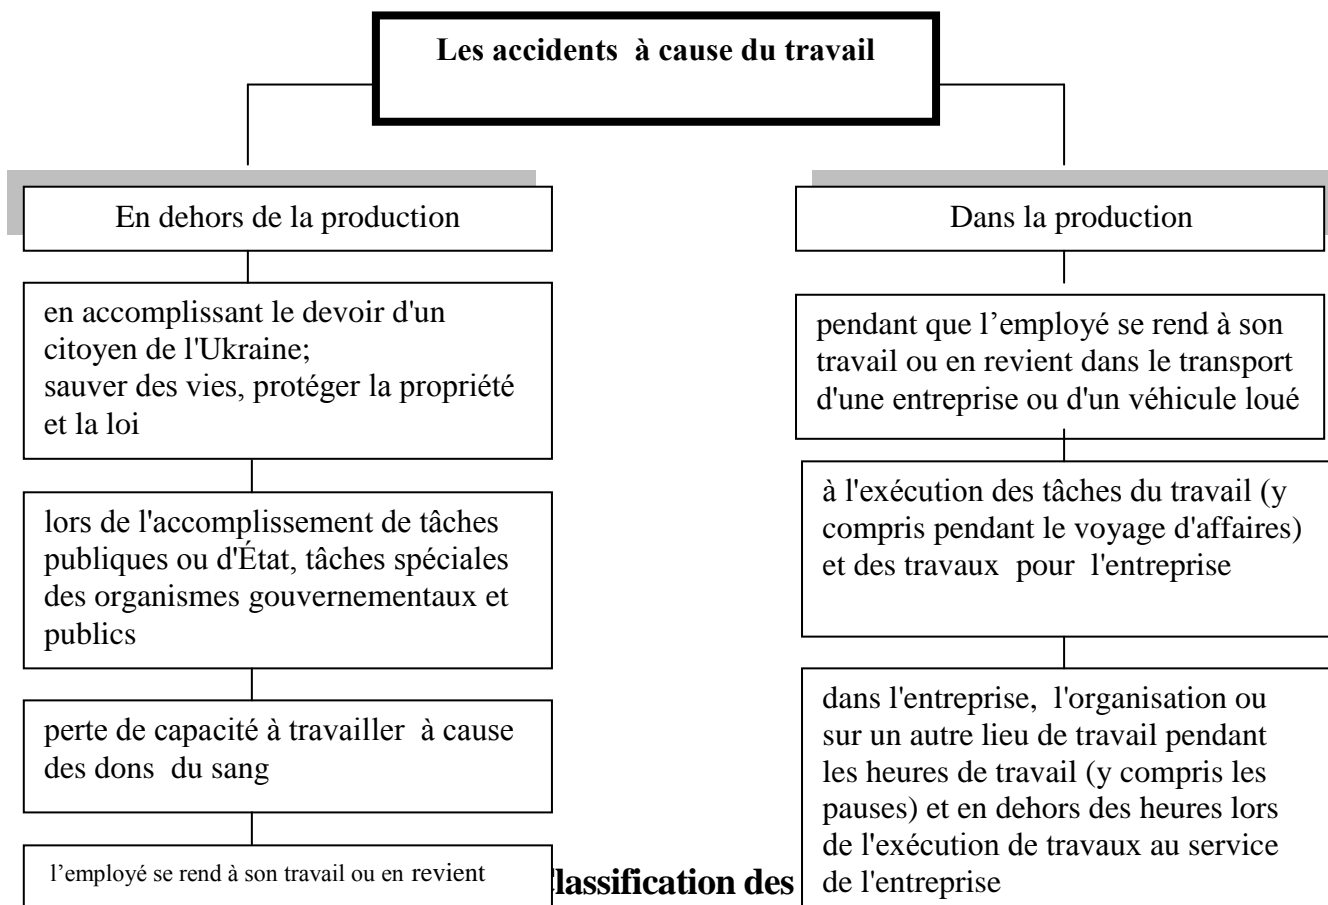 Les accidents à cause du travail
En dehors de la production
en accomplissant le devoir d'un
citoyen de l'Ukraine;
sauver des vies, protéger la propriété
et la loi
lors de l'accomplissement de tâches
publiques ou d'État, tâches spéciales
des organismes gouvernementaux et
publics
perte de capacité à travailler à cause
des dons du sang
l’employé se rend à son travail ou en revient
Dans la production
pendant que l’employé se rend à son
travail ou en revient dans le transport
d'une entreprise ou d'un véhicule loué
à l'exécution des tâches du travail (y
compris pendant le voyage d'affaires)
et des travaux pour l'entreprise
dans l'entreprise, l'organisation ou
sur un autre lieu de travail pendant
les heures de travail (y compris les
pauses) et en dehors des heures lors
de l'exécution de travaux au service
de l'entreprise
lassification des